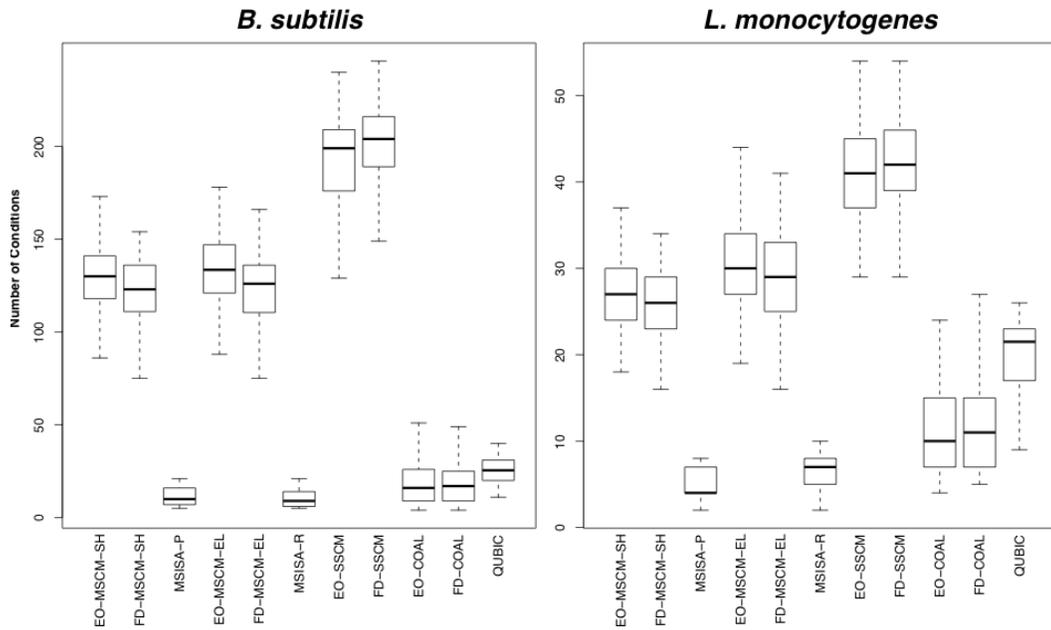 B. subtilis
L. monocytogenes
Number of Conditions
200
150
100
50
0
50
40
30
20
10
0
EO−MSCM−SH
FD−MSCM−SH
MSISA−P
EO−MSCM−EL
FD−MSCM−EL
MSISA−R
EO−SSCM
FD−SSCM
EO−COAL
FD−COAL
QUBIC
EO−MSCM−SH
FD−MSCM−SH
MSISA−P
EO−MSCM−EL
FD−MSCM−EL
MSISA−R
EO−SSCM
FD−SSCM
EO−COAL
FD−COAL
QUBIC